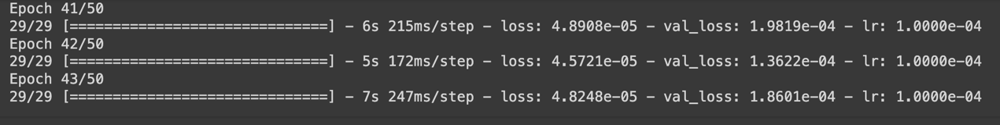 Epoch 41/50
29/29 [==============================] - 6s 215ms/step - loss: 4.8908e-05 - val_loss: 1.9819e-04 - lr: 1.0000e-04
Epoch 42/50
29/29 [==============================] - 5s 172ms/step - loss: 4.5721e-05 - val_loss: 1.3622e-04 - lr: 1.0000e-04
Epoch 43/50
29/29 [==============================] - 7s 247ms/step - loss: 4.8248e-05 - val_loss: 1.8601e-04 - lr: 1.0000e-04